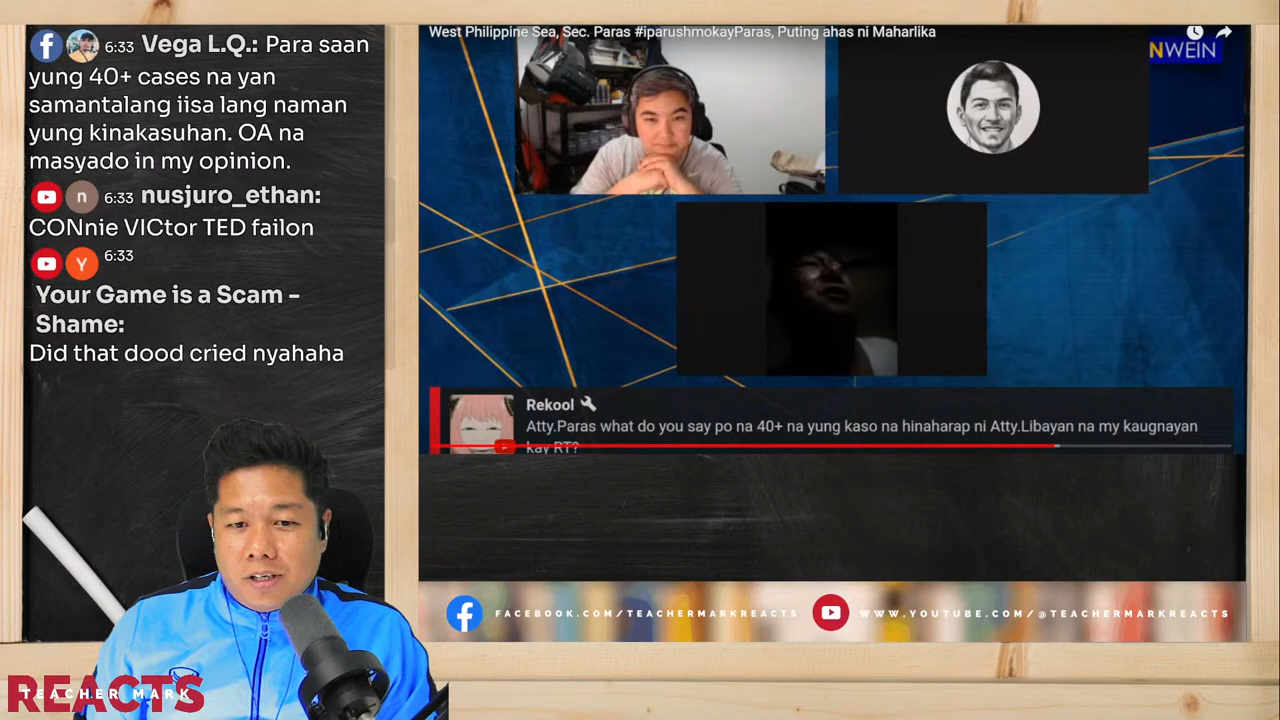 6:33 Vega L.Q.: Para saan
yung 40+ cases na yan
samantalang iisa lang naman
yung kinakasuhan. OA na
masyado in my opinion.
n 6:33 nusjuro_ethan:
CONnie VICtor TED failon
Y 6:33
Your Game is a Scam -
Shame:
Did that dood cried nyahaha
TEACHER MARK
REACTS
West Philippine Sea, Sec. Paras #iparushmokayParas, Puting ahas ni Maharlika
NWEIN
Rekool
Atty.Paras what do you say po na 40+ na yung kaso na hinaharap ni Atty.Libayan na my kaugnayan
kay RT?
FACEBOOK.COM/TEACHERMARKREACTS WWW.YOUTUBE.COM/@TEACHERMARKREACTS